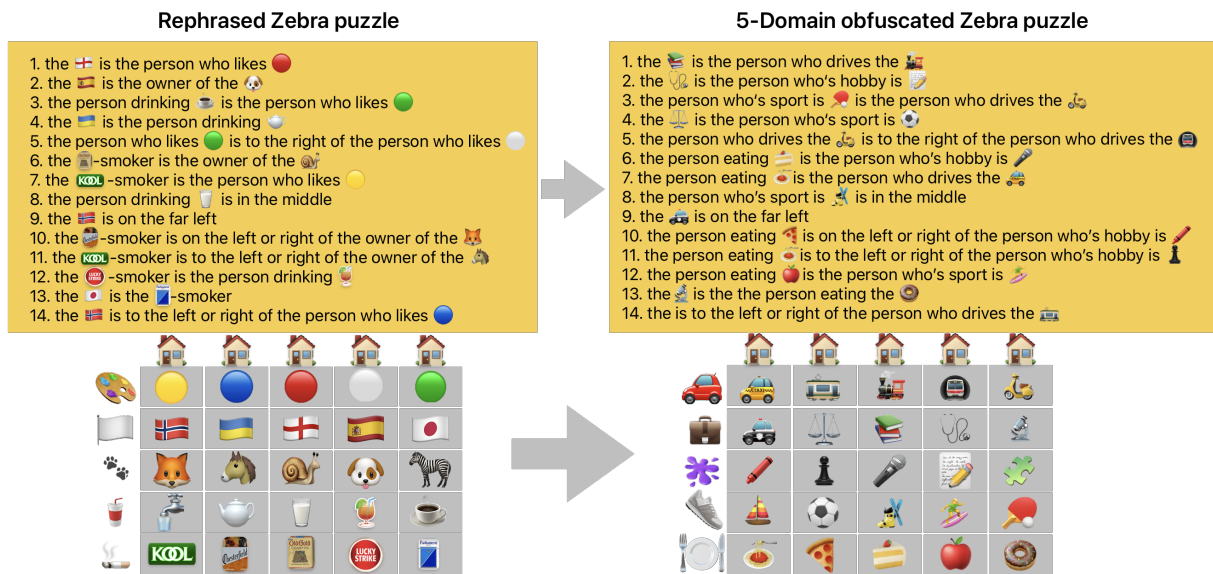 Rephrased Zebra puzzle
1. the 🏴󠁧󠁢󠁥󠁮󠁧󠁿 is the person who likes 🔴
2. the 🇪🇸 is the owner of the 🐶
3. the person drinking ☕ is the person who likes 🟢
4. the 🇺🇦 is the person drinking 🫖
5. the person who likes 🟢 is to the right of the person who likes ⚪
6. the -smoker is the owner of the 🐌
7. the KOOL -smoker is the person who likes 🟡
8. the person drinking 🥛 is in the middle
9. the 🇳🇴 is on the far left
10. the -smoker is on the left or right of the owner of the 🦊
11. the KOOL -smoker is to the left or right of the owner of the 🐴
12. the LUCKY STRIKE -smoker is the person drinking 🍹
13. the 🇯🇵 is the -smoker
14. the 🇳🇴 is to the left or right of the person who likes 🔵
5-Domain obfuscated Zebra puzzle
1. the 📚 is the person who drives the 🚂
2. the 🩺 is the person who's hobby is 📝
3. the person who's sport is 🏓 is the person who drives the 🛵
4. the ⚖️ is the person who's sport is ⚽
5. the person who drives the 🛵 is to the right of the person who drives the 🚇
6. the person eating 🍰 is the person who's hobby is 🎤
7. the person eating 🍝 is the person who drives the 🚕
8. the person who's sport is 🎿 is in the middle
9. the 🚓 is on the far left
10. the person eating 🍕 is on the left or right of the person who's hobby is 🖍️
11. the person eating 🍝 is to the left or right of the person who's hobby is ♟️
12. the person eating 🍎 is the person who's sport is 🏄
13. the 🔬 is the the person eating the 🍩
14. the is to the left or right of the person who drives the 🚋
KOOL
Chesterfield
Old Gold
LUCKY STRIKE
Parliament